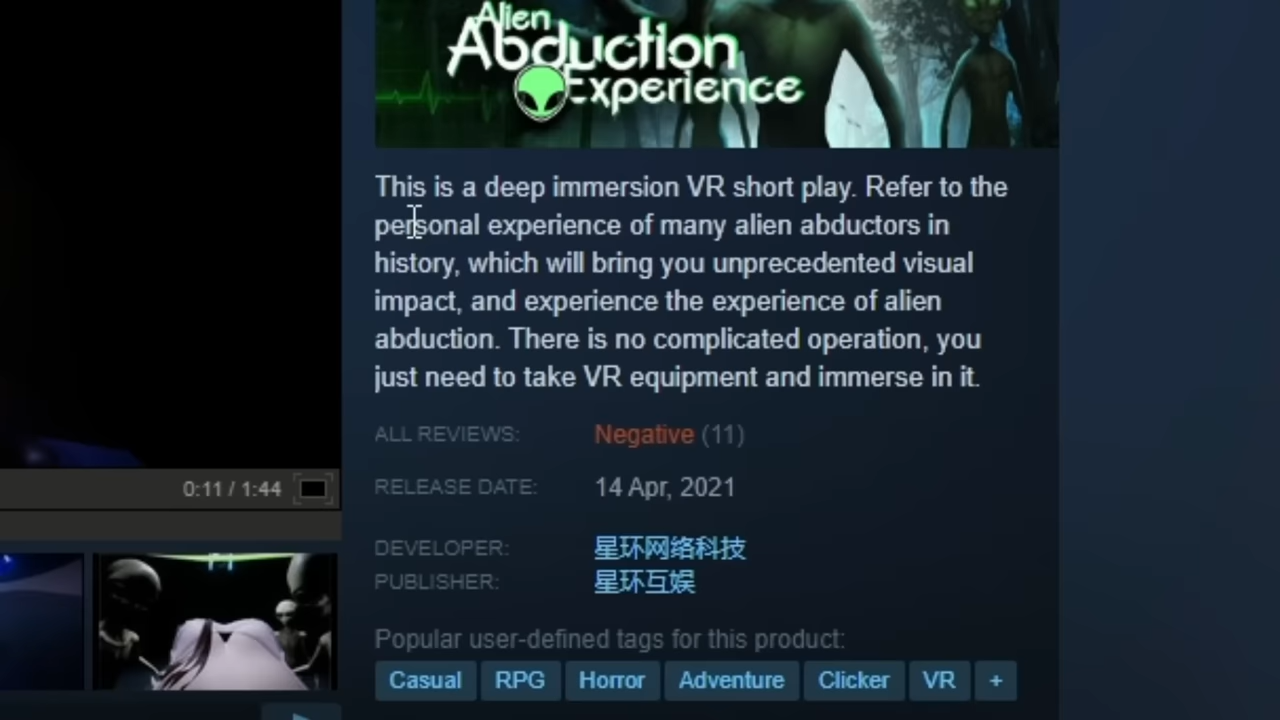 Alien
Abduction
Experience
This is a deep immersion VR short play. Refer to the
personal experience of many alien abductors in
history, which will bring you unprecedented visual
impact, and experience the experience of alien
abduction. There is no complicated operation, you
just need to take VR equipment and immerse in it.
ALL REVIEWS: Negative (11)
RELEASE DATE: 14 Apr, 2021
0:11 / 1:44
DEVELOPER: 星环网络科技
PUBLISHER: 星环互娱
Popular user-defined tags for this product:
Casual RPG Horror Adventure Clicker VR +